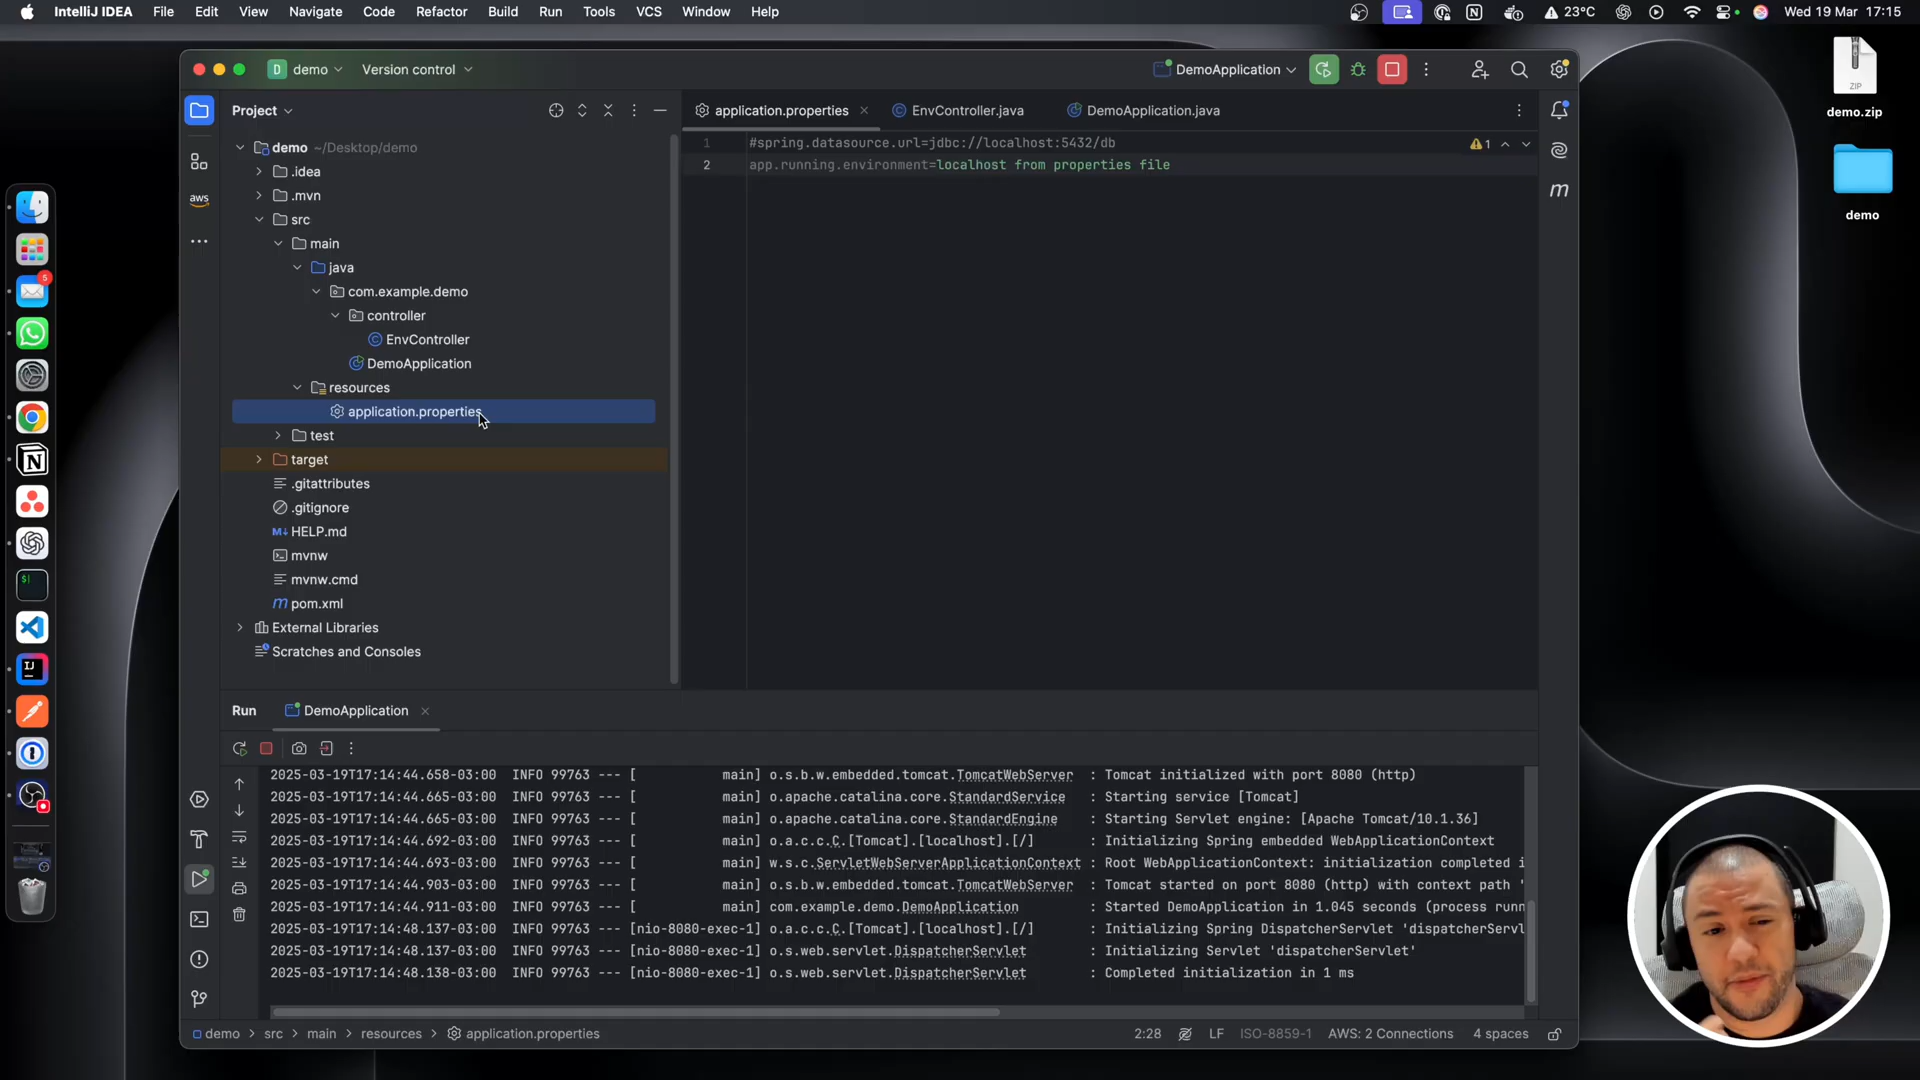 IntelliJ IDEA File Edit View Navigate Code Refactor Build Run Tools VCS Window Help
23°C Wed 19 Mar 17:15
D demo Version control DemoApplication
ZIP
demo.zip
demo
5
Project
application.properties EnvController.java DemoApplication.java
demo ~/Desktop/demo
.idea
.mvn
src
main
java
com.example.demo
controller
EnvController
DemoApplication
resources
application.properties
test
target
.gitattributes
.gitignore
HELP.md
mvnw
mvnw.cmd
pom.xml
External Libraries
Scratches and Consoles
aws
1 #spring.datasource.url=jdbc://localhost:5432/db
2 app.running.environment=localhost from properties file
1
m
Run DemoApplication
2025-03-19T17:14:44.658-03:00 INFO 99763 --- [ main] o.s.b.w.embedded.tomcat.TomcatWebServer : Tomcat initialized with port 8080 (http)
2025-03-19T17:14:44.665-03:00 INFO 99763 --- [ main] o.apache.catalina.core.StandardService : Starting service [Tomcat]
2025-03-19T17:14:44.665-03:00 INFO 99763 --- [ main] o.apache.catalina.core.StandardEngine : Starting Servlet engine: [Apache Tomcat/10.1.36]
2025-03-19T17:14:44.692-03:00 INFO 99763 --- [ main] o.a.c.c.C.[Tomcat].[localhost].[/] : Initializing Spring embedded WebApplicationContext
2025-03-19T17:14:44.693-03:00 INFO 99763 --- [ main] w.s.c.ServletWebServerApplicationContext : Root WebApplicationContext: initialization completed i
2025-03-19T17:14:44.903-03:00 INFO 99763 --- [ main] o.s.b.w.embedded.tomcat.TomcatWebServer : Tomcat started on port 8080 (http) with context path '
2025-03-19T17:14:44.911-03:00 INFO 99763 --- [ main] com.example.demo.DemoApplication : Started DemoApplication in 1.045 seconds (process runn
2025-03-19T17:14:48.137-03:00 INFO 99763 --- [nio-8080-exec-1] o.a.c.c.C.[Tomcat].[localhost].[/] : Initializing Spring DispatcherServlet 'dispatcherServl
2025-03-19T17:14:48.137-03:00 INFO 99763 --- [nio-8080-exec-1] o.s.web.servlet.DispatcherServlet : Initializing Servlet 'dispatcherServlet'
2025-03-19T17:14:48.138-03:00 INFO 99763 --- [nio-8080-exec-1] o.s.web.servlet.DispatcherServlet : Completed initialization in 1 ms
demo > src > main > resources > application.properties
2:28 LF ISO-8859-1 AWS: 2 Connections 4 spaces